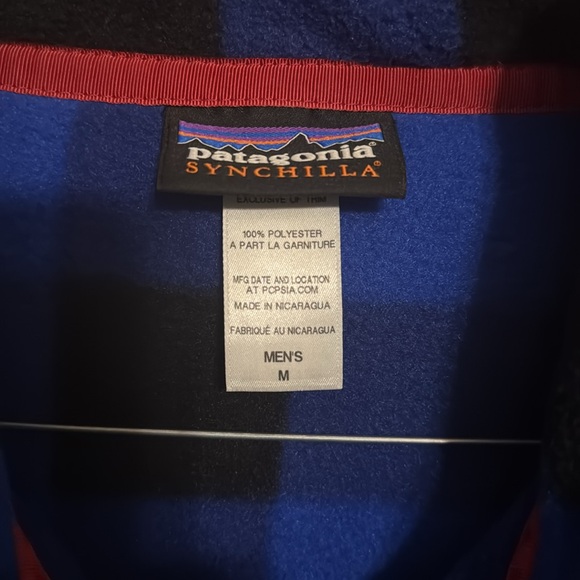 patagonia®
SYNCHILLA®
EXCLUSIVE OF TRIM
100% POLYESTER
A PART LA GARNITURE
MFG DATE AND LOCATION
AT PCPSIA.COM
MADE IN NICARAGUA
FABRIQUÉ AU NICARAGUA
MEN'S
M